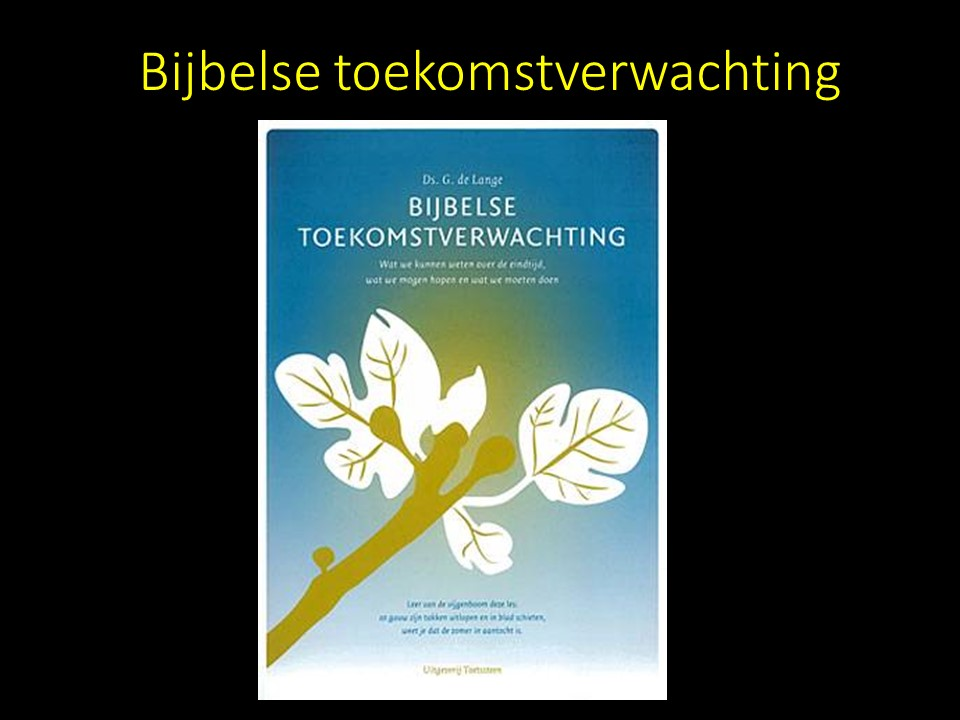 Bijbelse toekomstverwachting
Ds. G. de Lange
BIJBELSE
TOEKOMSTVERWACHTING
Wat we kunnen weten over de eindtijd,
wat we mogen hopen en wat we moeten doen
Leer van de vijgenboom deze les:
zo gauw zijn takken uitlopen en in blad schieten,
weet je dat de zomer in aantocht is.
Uitgeverij Toetssteen